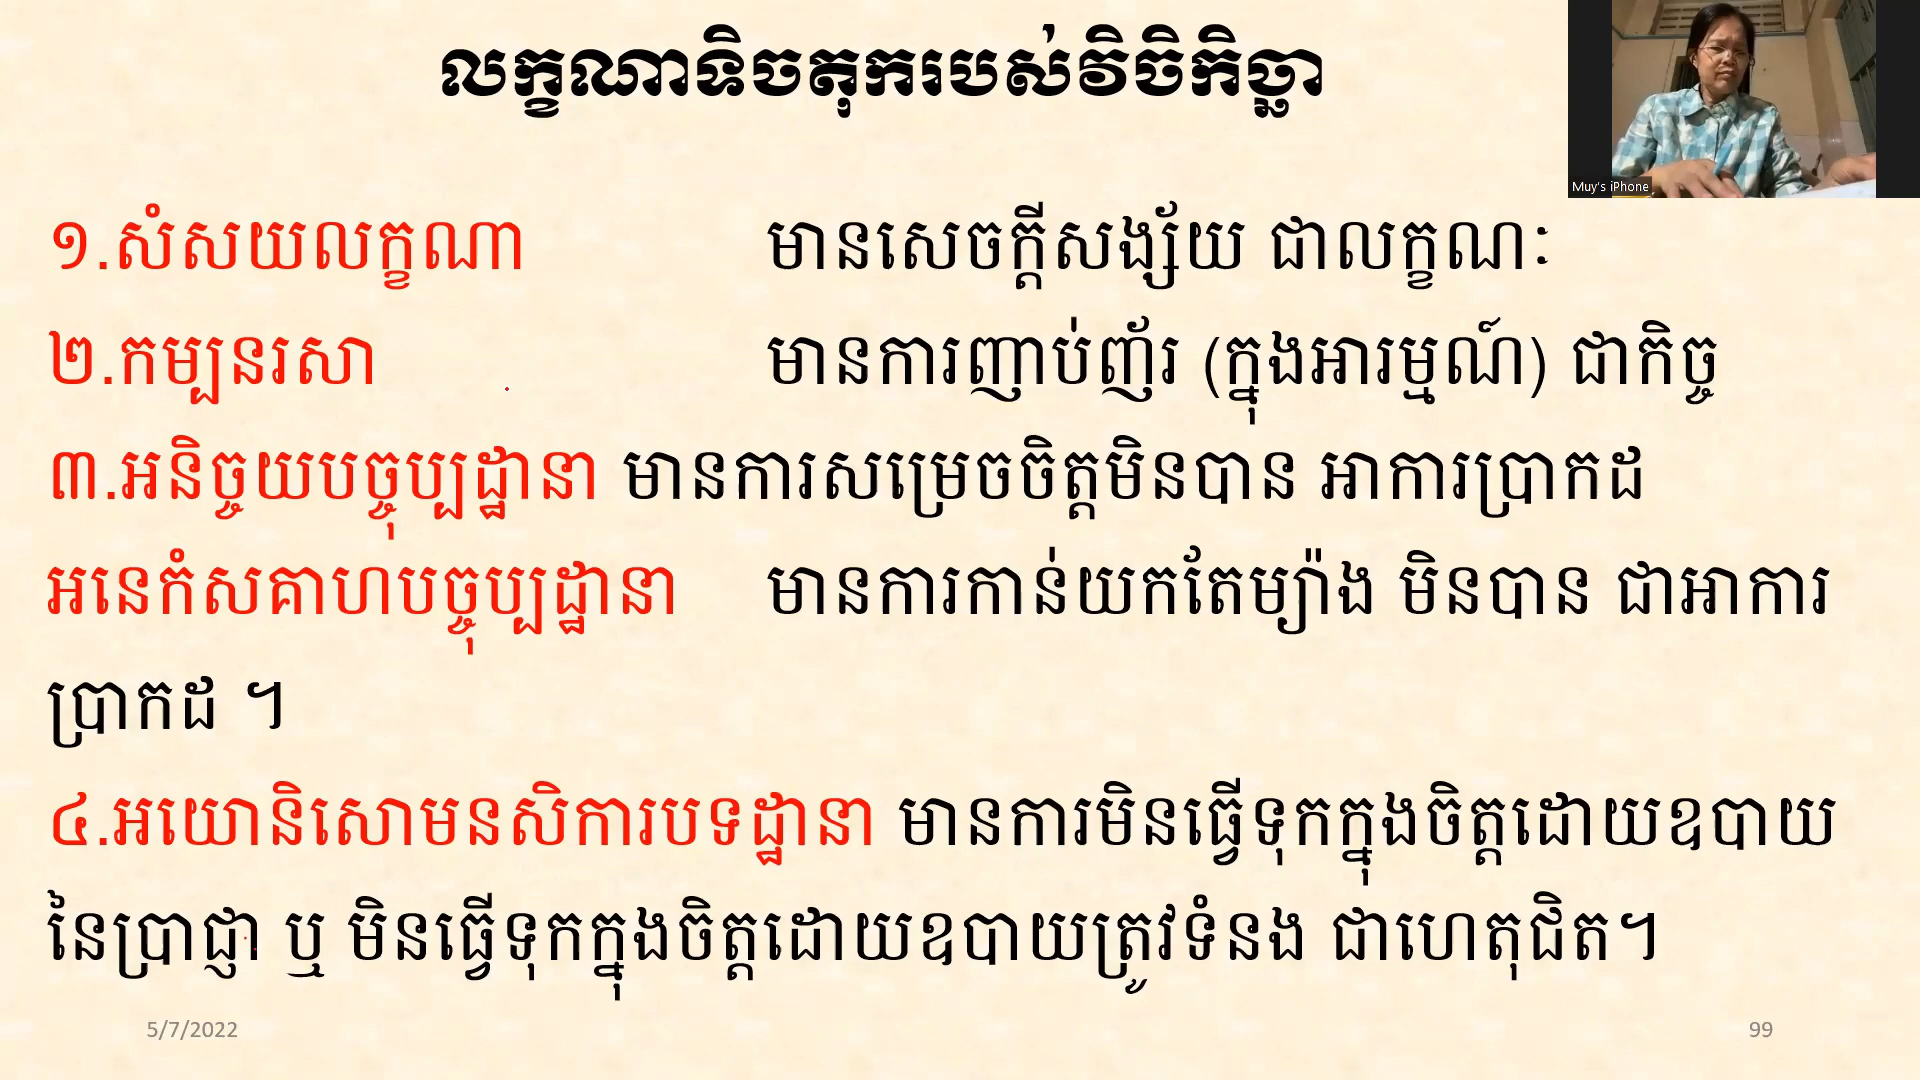 លក្ខណាទិចតុករបស់វិចិកិច្ឆា
Muy's iPhone
១.សំសយលក្ខណា មានសេចក្ដីសង្ស័យ ជាលក្ខណៈ
២.កម្បនរសា មានការញាប់ញ័រ (ក្នុងអារម្មណ៍) ជាកិច្ច
៣.អនិច្ចយបច្ចុប្បដ្ឋានា មានការសម្រេចចិត្តមិនបាន អាការប្រាកដ
អនេកំសគាហបច្ចុប្បដ្ឋានា មានការកាន់យកតែម្យ៉ាង មិនបាន ជាអាការ
ប្រាកដ ។
៤.អយោនិសោមនសិការបទដ្ឋានា មានការមិនធ្វើទុកក្នុងចិត្តដោយឧបាយ
នៃប្រាជ្ញា ឬ មិនធ្វើទុកក្នុងចិត្តដោយឧបាយត្រូវទំនង ជាហេតុជិត។
5/7/2022
99